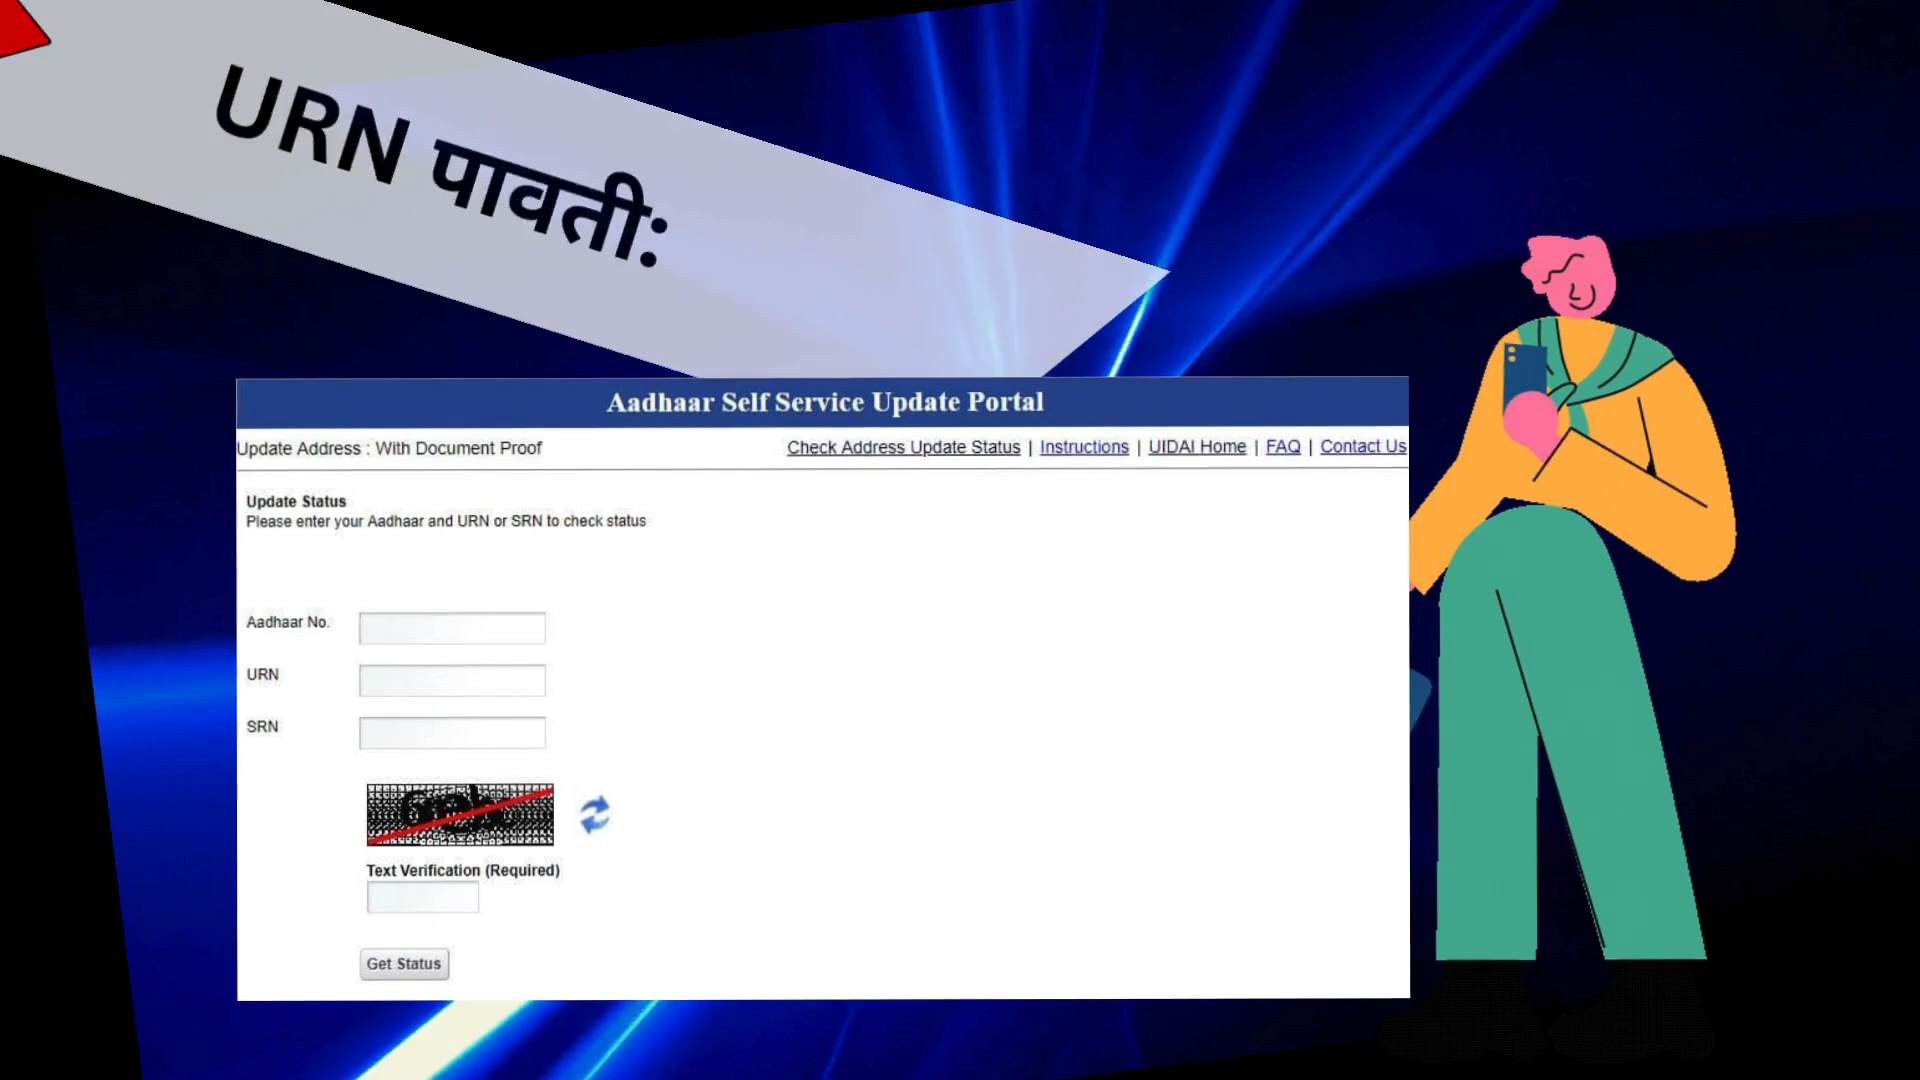 URN पावती:
Aadhaar Self Service Update Portal
Update Address : With Document Proof
Check Address Update Status | Instructions | UIDAI Home | FAQ | Contact Us
Update Status
Please enter your Aadhaar and URN or SRN to check status
Aadhaar No.
URN
SRN
Text Verification (Required)
Get Status